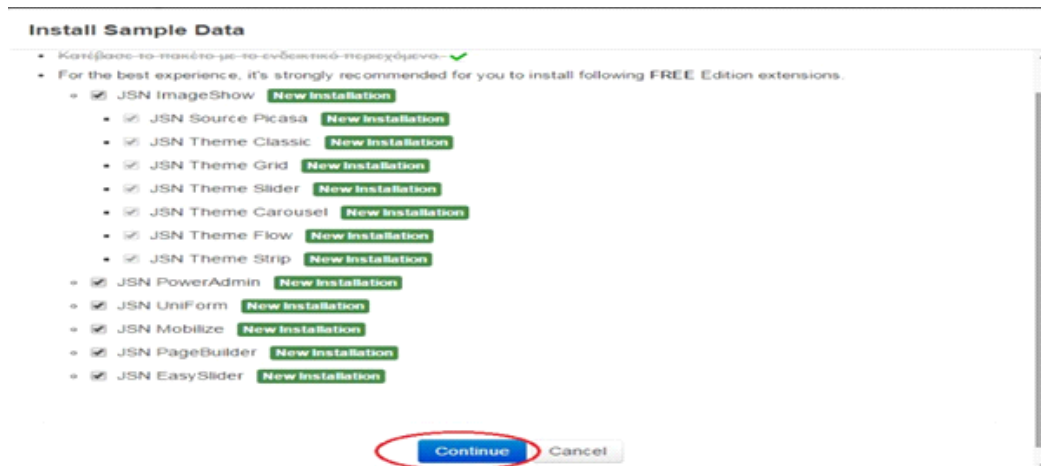 Install Sample Data
Κατέβασε το πακέτο με το ενδεικτικό περιεχόμενο.
For the best experience, it's strongly recommended for you to install following FREE Edition extensions.
JSN ImageShow New Installation
JSN Source Picasa New Installation
JSN Theme Classic New Installation
JSN Theme Grid New Installation
JSN Theme Slider New Installation
JSN Theme Carousel New Installation
JSN Theme Flow New Installation
JSN Theme Strip New Installation
JSN PowerAdmin New Installation
JSN UniForm New Installation
JSN Mobilize New Installation
JSN PageBuilder New Installation
JSN EasySlider New Installation
Continue Cancel